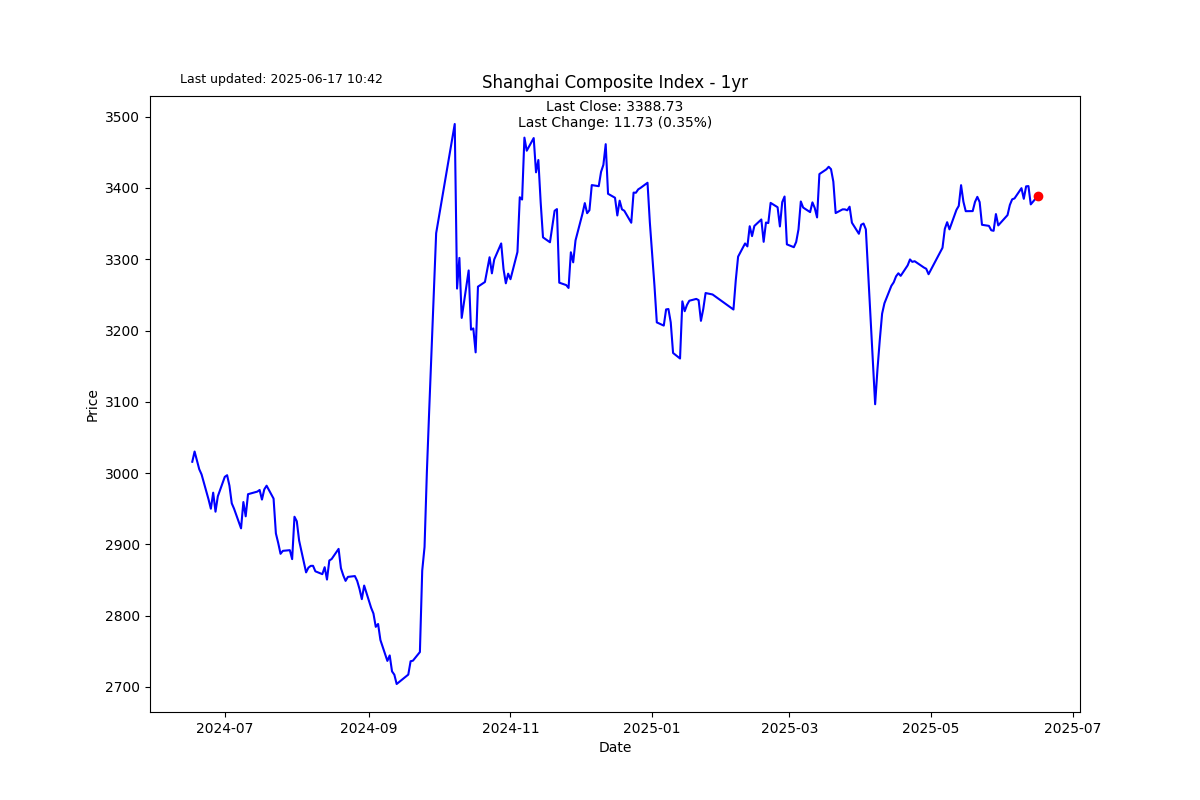 Last updated: 2025-06-17 10:42
Shanghai Composite Index - 1yr
Last Close: 3388.73
Last Change: 11.73 (0.35%)
3500
3400
3300
3200
3100
3000
2900
2800
2700
Price
2024-07
2024-09
2024-11
2025-01
2025-03
2025-05
2025-07
Date